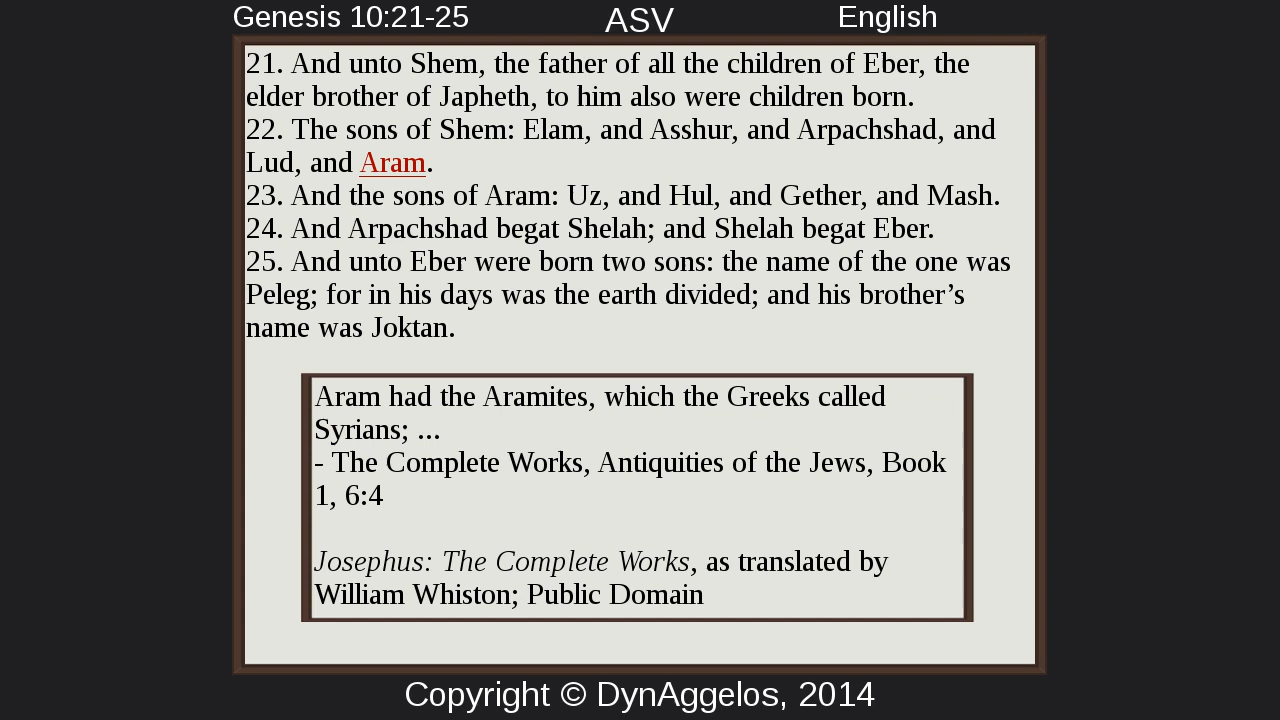 Genesis 10:21-25 ASV English
21. And unto Shem, the father of all the children of Eber, the
elder brother of Japheth, to him also were children born.
22. The sons of Shem: Elam, and Asshur, and Arpachshad, and
Lud, and Aram.
23. And the sons of Aram: Uz, and Hul, and Gether, and Mash.
24. And Arpachshad begat Shelah; and Shelah begat Eber.
25. And unto Eber were born two sons: the name of the one was
Peleg; for in his days was the earth divided; and his brother’s
name was Joktan.
Aram had the Aramites, which the Greeks called
Syrians; ...
- The Complete Works, Antiquities of the Jews, Book
1, 6:4
Josephus: The Complete Works, as translated by
William Whiston; Public Domain
Copyright © DynAggelos, 2014